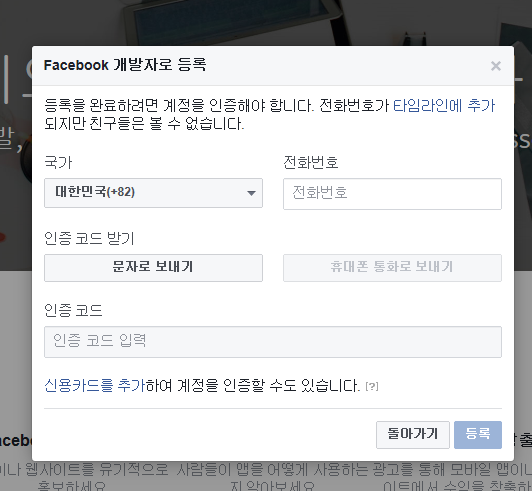 Facebook 개발자로 등록
등록을 완료하려면 계정을 인증해야 합니다. 전화번호가 타임라인에 추가
되지만 친구들은 볼 수 없습니다.
국가 전화번호
대한민국(+82) 전화번호
인증 코드 받기
문자로 보내기 휴대폰 통화로 보내기
인증 코드
인증 코드 입력
신용카드를 추가하여 계정을 인증할 수도 있습니다. [?]
돌아가기 등록
이나 웹사이트를 유기적으로 사람들이 앱을 어떻게 사용하는 광고를 통해 모바일 앱이나
홍보하세요 지 알아보세요 이트에서 수익을 창출하